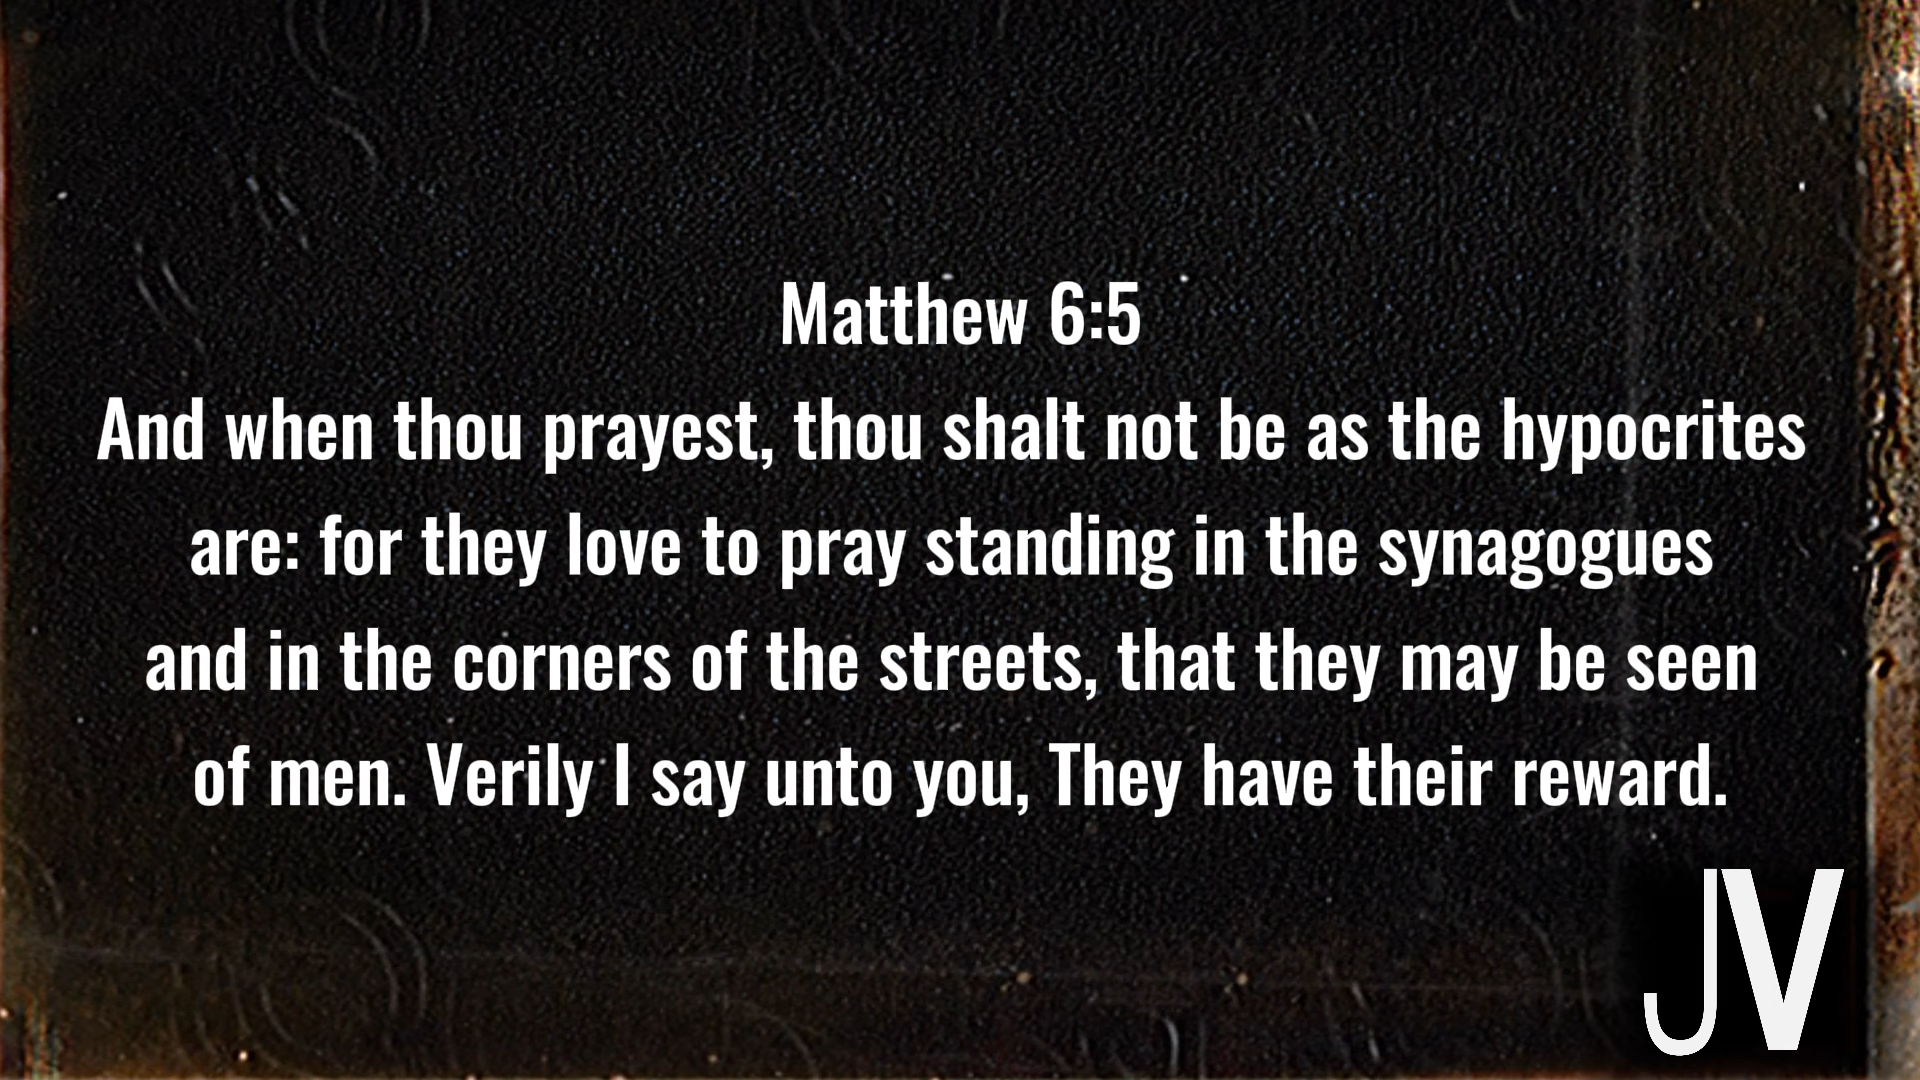 Matthew 6:5
And when thou prayest, thou shalt not be as the hypocrites
are: for they love to pray standing in the synagogues
and in the corners of the streets, that they may be seen
of men. Verily I say unto you, They have their reward.
JV